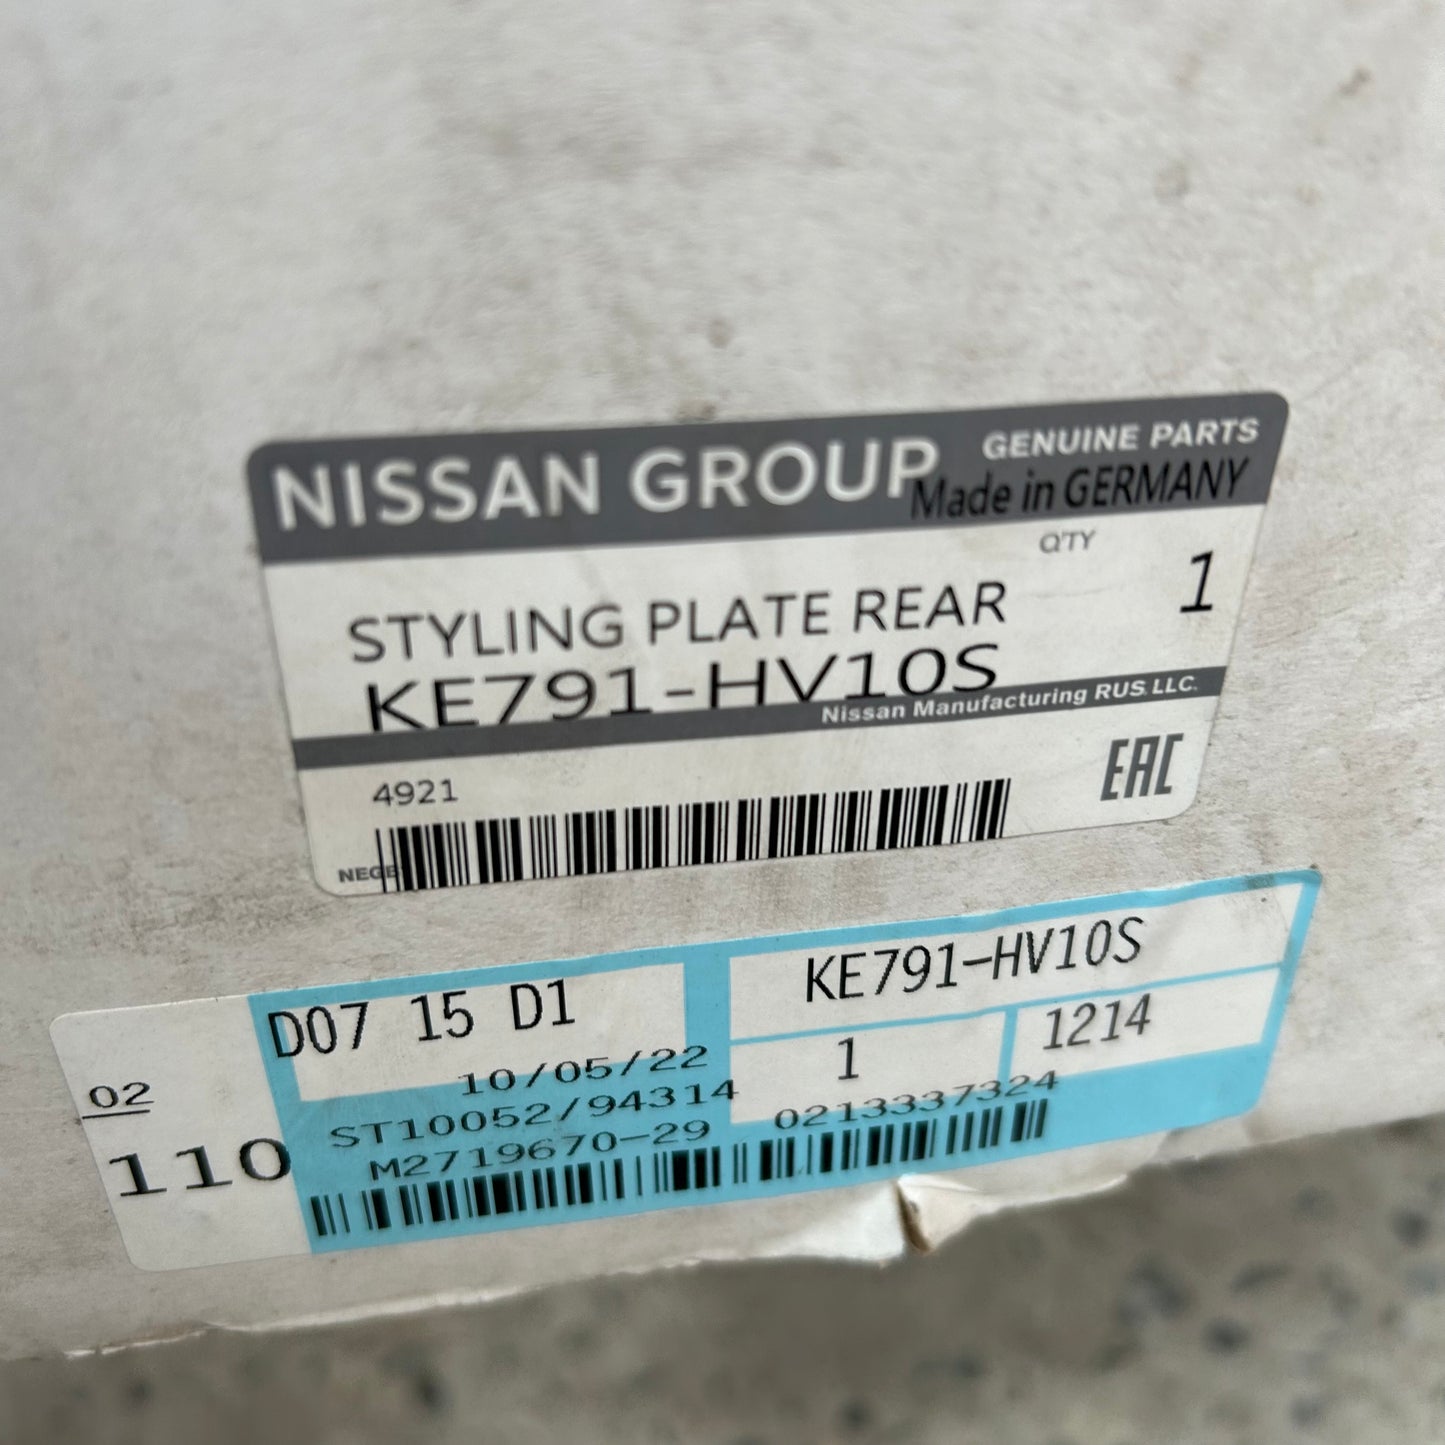 NISSAN GROUP GENUINE PARTS
Made in GERMANY
QTY
STYLING PLATE REAR 1
KE791-HV10S
Nissan Manufacturing RUS.LLC.
4921
EAC
D07 15 D1 KE791-HV10S
1 1214
10/05/22
02
ST10052/94314
110
M2719670-29 0213337324